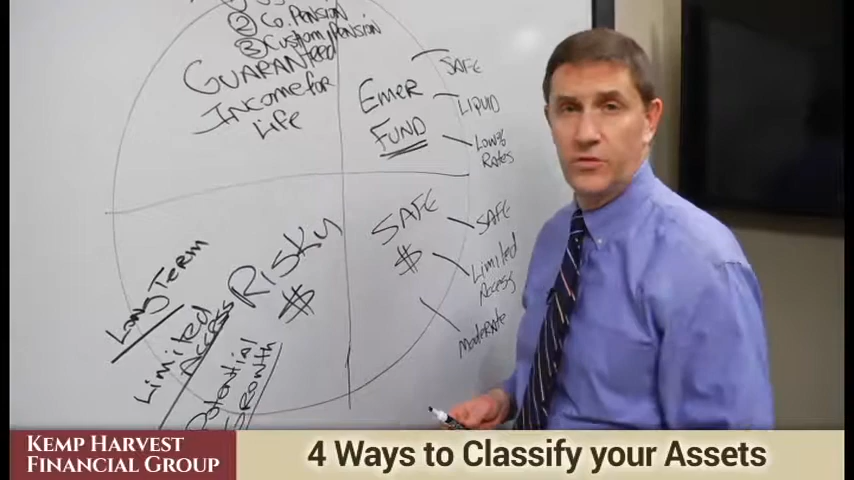 ② Co. Pension
③ Custom Pension
Guaranteed
Income for
Life
Emer
Fund
Safe
Liquid
Low %
Rates
Safe
$
Safe
Limited
Access
Moderate
Risky
$
Long Term
Limited
Access
Potential
Growth
Kemp Harvest
Financial Group
4 Ways to Classify your Assets